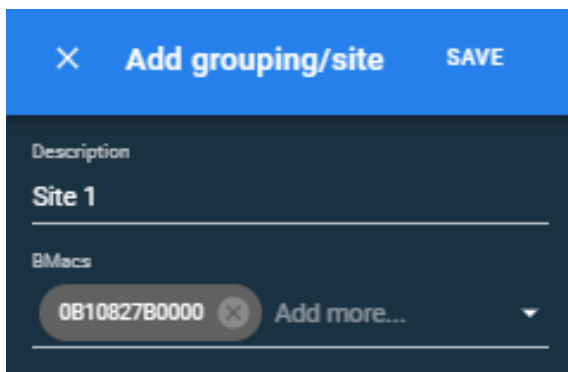 Add grouping/site SAVE
Description
Site 1
BMacs
0B10827B0000 Add more...